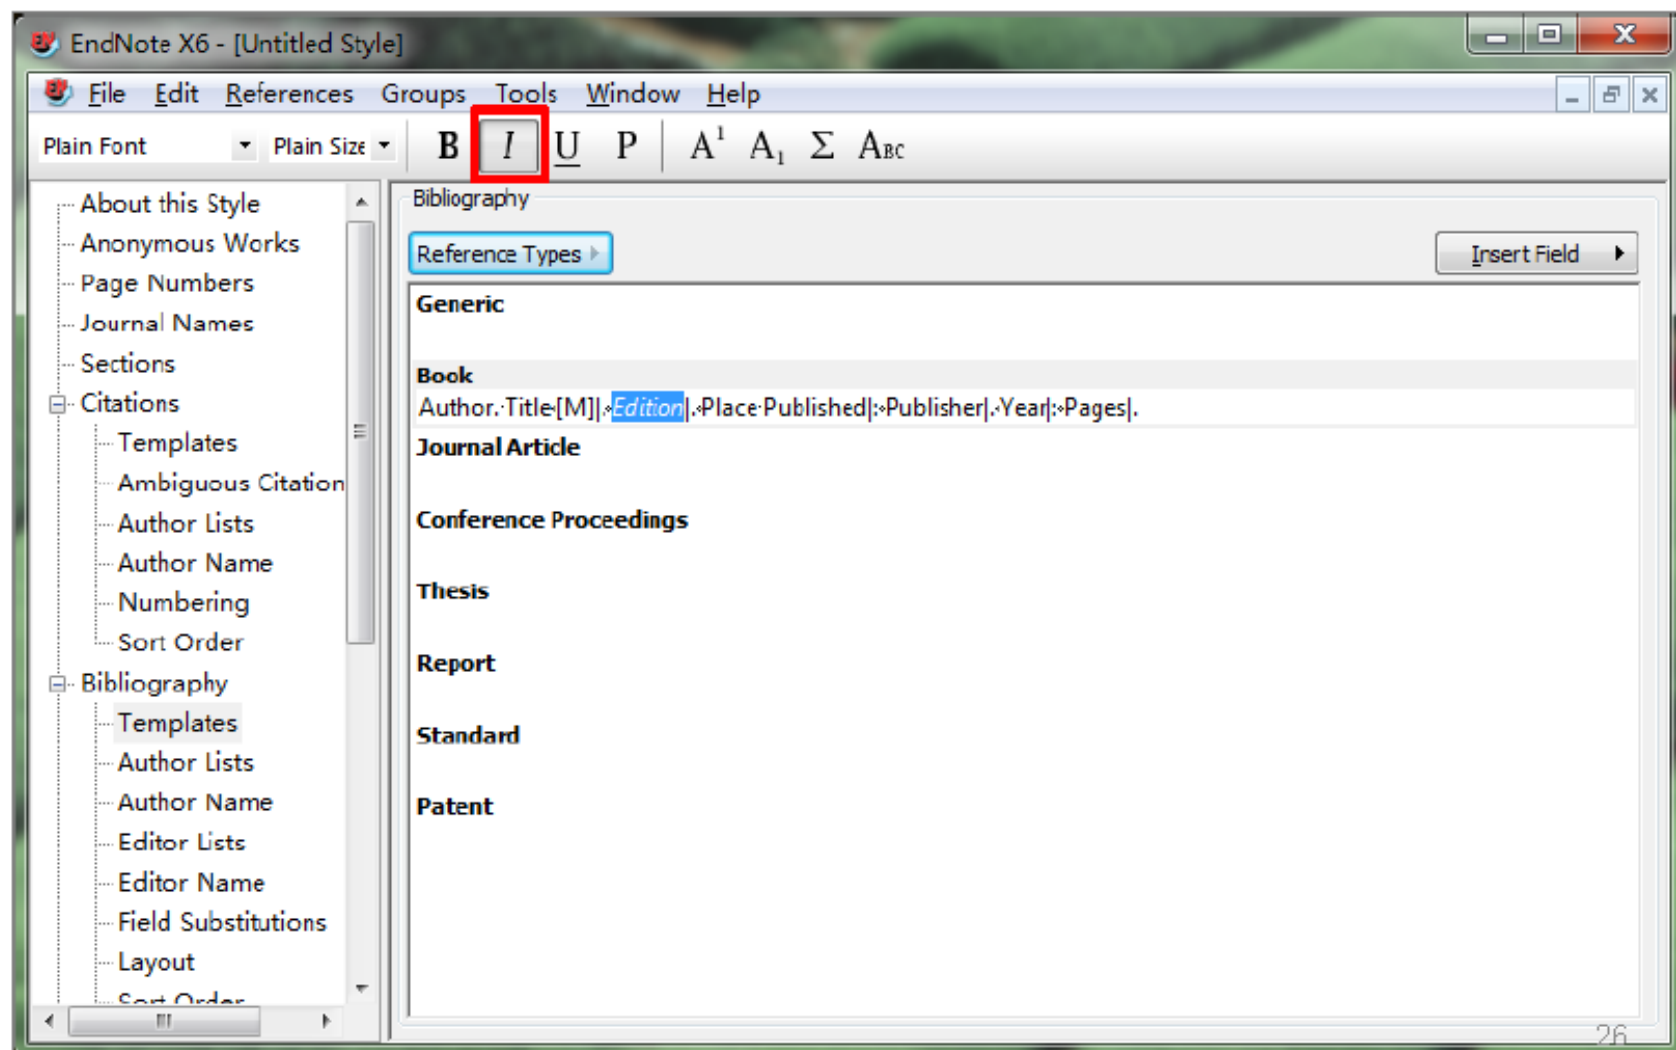 EndNote X6 - [Untitled Style]
File Edit References Groups Tools Window Help
Plain Font Plain Size B I U P A¹ A₁ Σ ABC
About this Style
Anonymous Works
Page Numbers
Journal Names
Sections
Citations
Templates
Ambiguous Citation
Author Lists
Author Name
Numbering
Sort Order
Bibliography
Templates
Author Lists
Author Name
Editor Lists
Editor Name
Field Substitutions
Layout
Sort Order
Bibliography
Reference Types Insert Field
Generic
Book
Author.·Title·[M]|.⋄Edition|.⋄Place·Published|:⋄Publisher|.·Year|:⋄Pages|.
Journal Article
Conference Proceedings
Thesis
Report
Standard
Patent
26